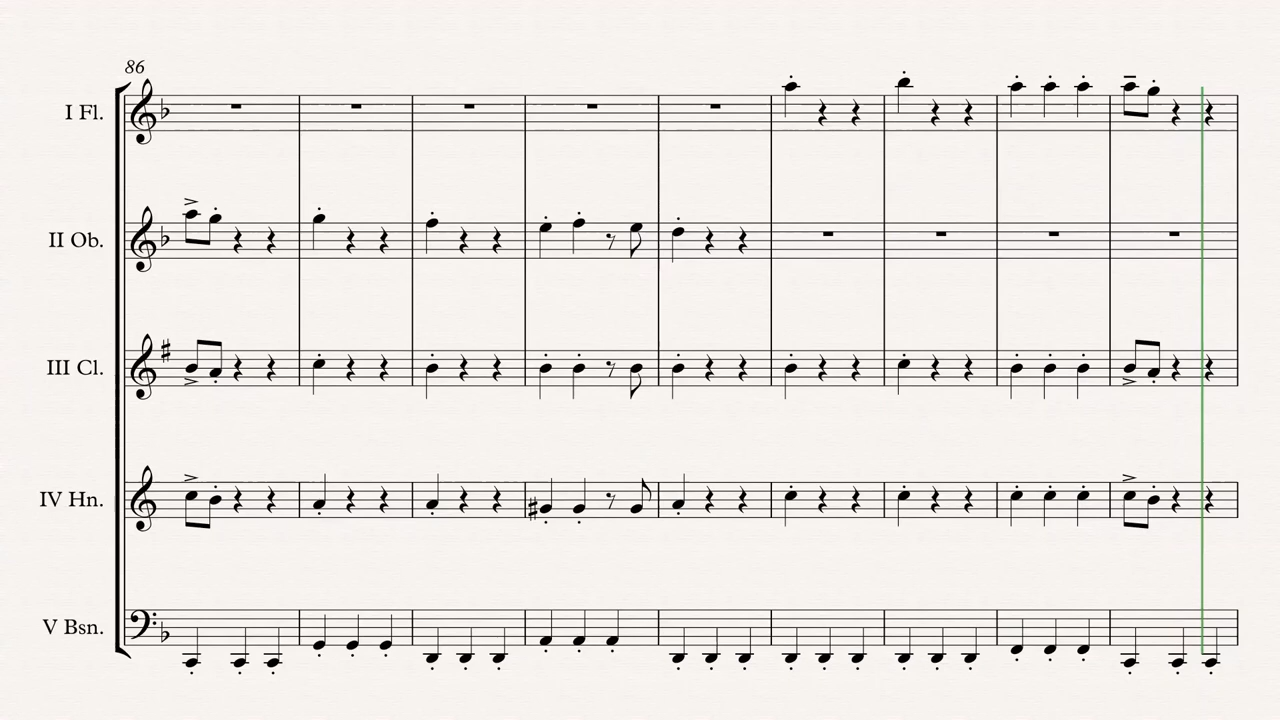 86
I Fl.
II Ob.
III Cl.
IV Hn.
V Bsn.